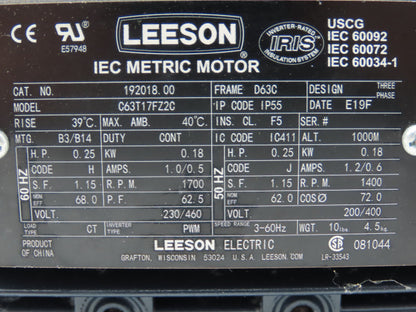 CE UR US E57948 LEESON INVERTER-RATED IRIS INSULATION SYSTEM USCG
IEC 60092
IEC 60072
IEC METRIC MOTOR IEC 60034-1
CAT. NO. 192018.00 FRAME D63C DESIGN THREE PHASE
MODEL C63T17FZ2C IP CODE IP55 DATE E19F
RISE 39°C. MAX. AMB. 40°C. INS. CL. F5 SER.#
MTG. B3/B14 DUTY CONT IC CODE IC411 ALT. 1000M
60 HZ H.P. 0.25 KW 0.18 50 HZ H.P. 0.25 KW 0.18
CODE H AMPS. 1.0/0.5 CODE J AMPS. 1.2/0.6
S.F. 1.15 R.P.M. 1700 S.F. 1.15 R.P.M. 1400
NOM EFF 68.0 P.F. 62.5 NOM EFF 62.0 COSØ 72.0
VOLT. 230/460 VOLT. 200/400
LOAD TYPE CT INVERTER TYPE PWM SPEED RANGE 3-60Hz WGT. 10lbs 4.5kg
PRODUCT OF CHINA LEESON ELECTRIC SA 081044
GRAFTON, WISCONSIN 53024 U.S.A. LEESON.COM LR-33543